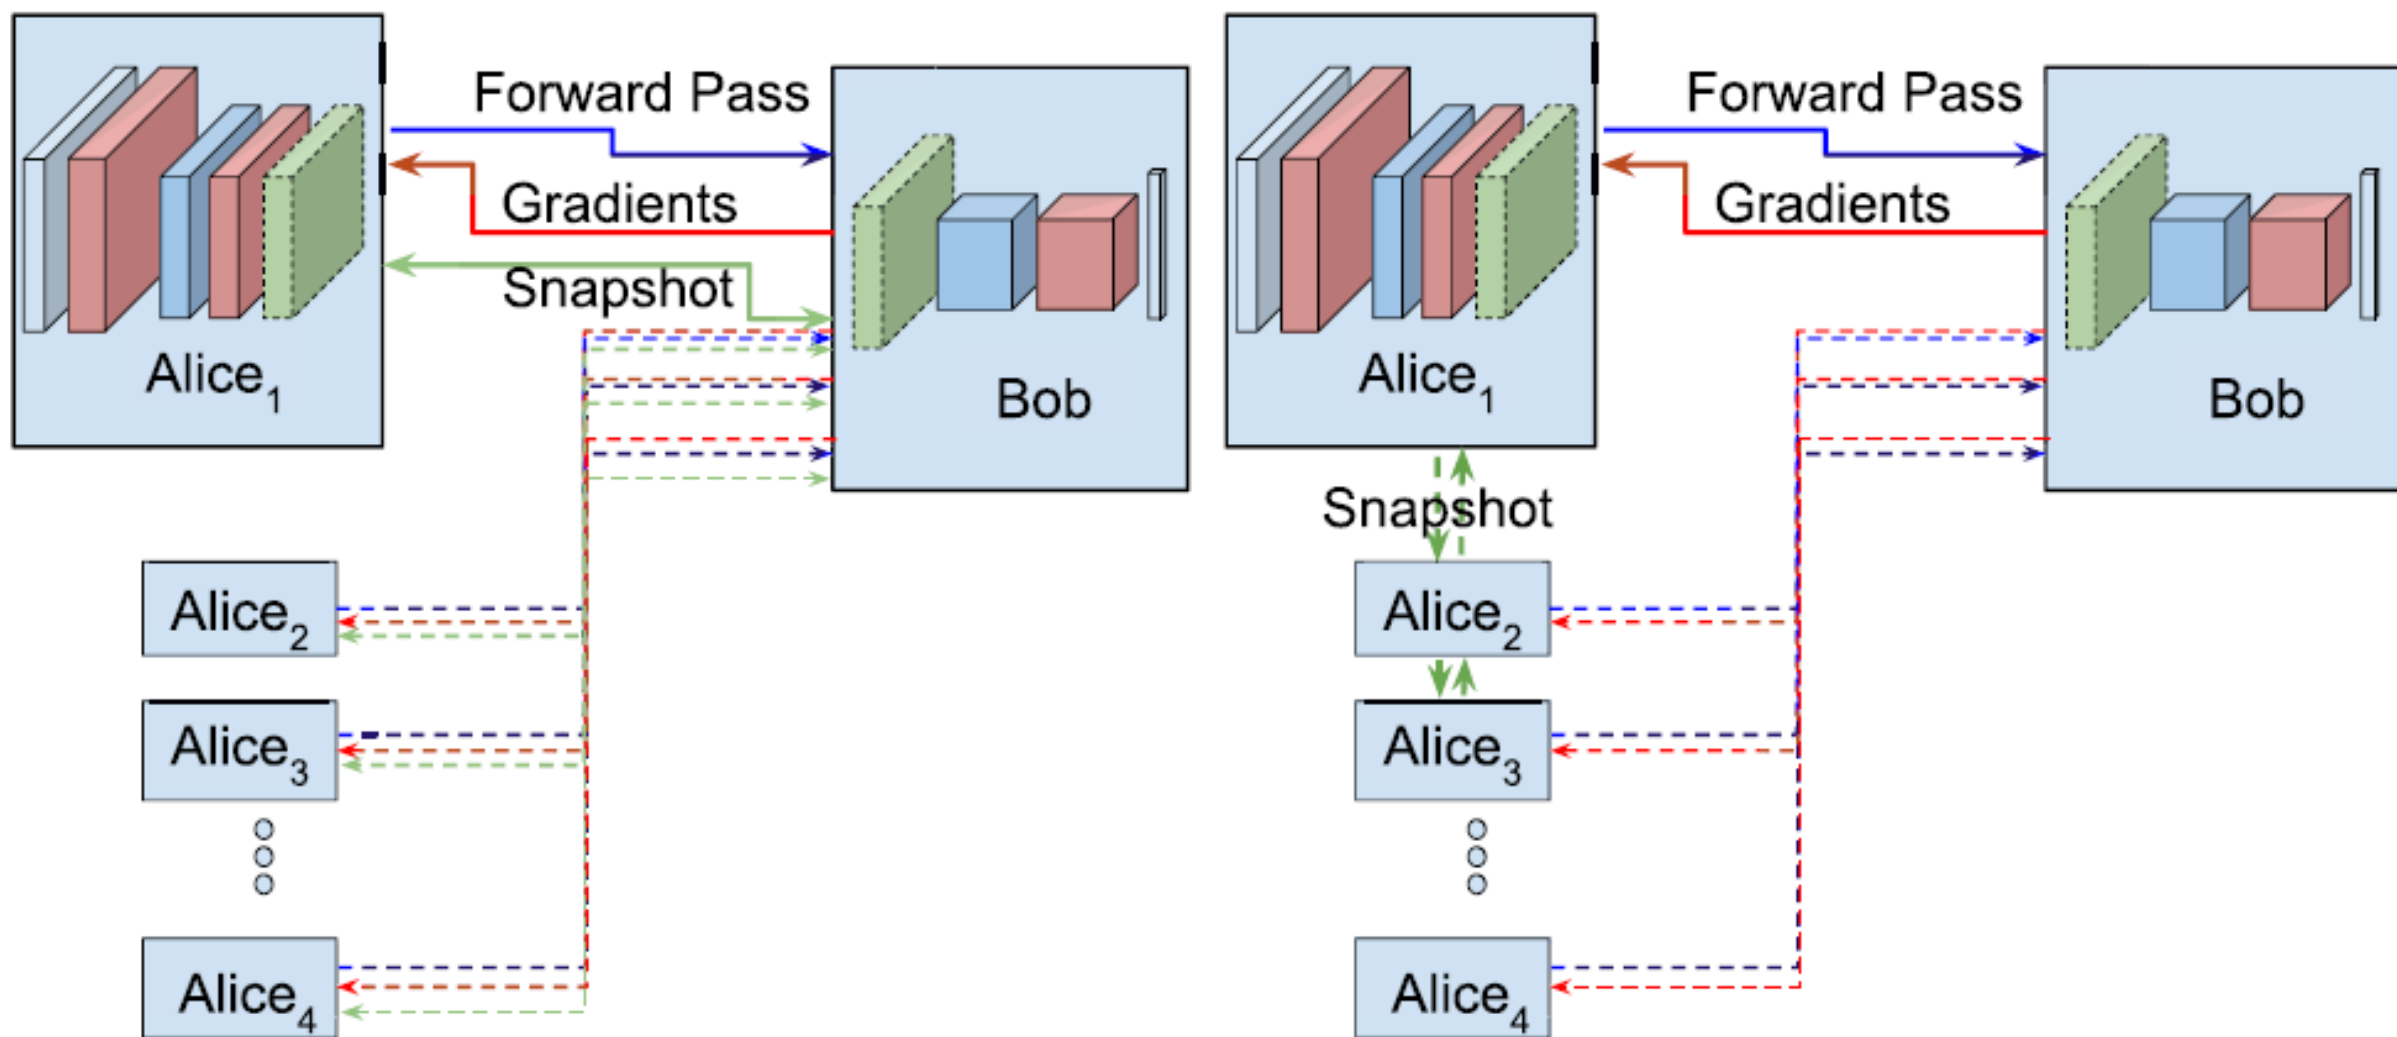 Forward Pass
Gradients
Snapshot
Alice1
Bob
Alice2
Alice3
Alice4
Forward Pass
Gradients
Alice1
Bob
Snapshot
Alice2
Alice3
Alice4